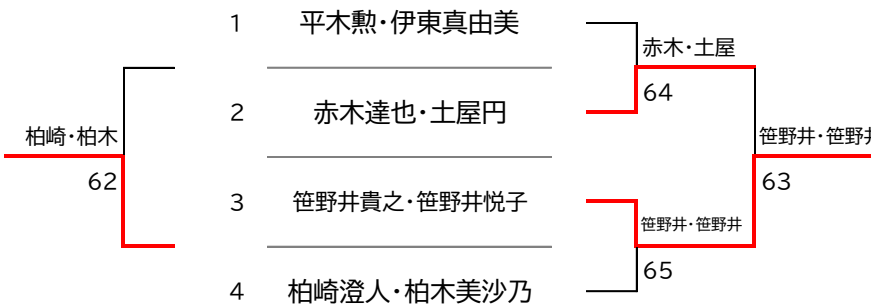 1 平木勲・伊東真由美
赤木・土屋
64
2 赤木達也・土屋円
柏崎・柏木
62
笹野井・笹野井
63
3 笹野井貴之・笹野井悦子
笹野井・笹野井
65
4 柏崎澄人・柏木美沙乃